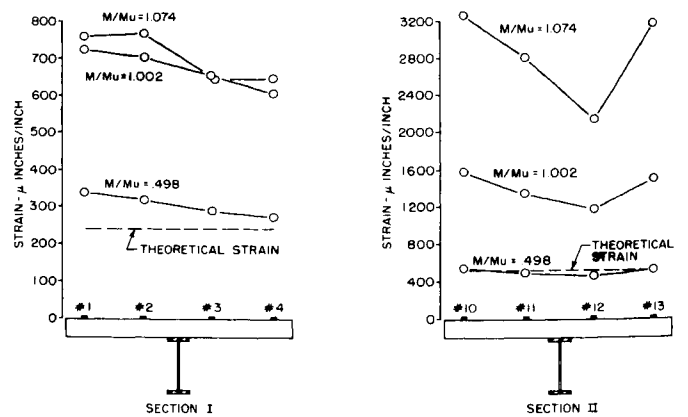 STRAIN - μ INCHES/INCH
800
700
600
500
400
300
200
100
0
M/Mu=1.074
M/Mu=1.002
M/Mu = .498
THEORETICAL STRAIN
#1
#2
#3
#4
SECTION I
STRAIN - μ INCHES/INCH
3200
2800
2400
2000
1600
1200
800
400
0
M/Mu = 1.074
M/Mu = 1.002
M/Mu = .498
THEORETICAL
STRAIN
#10
#11
#12
#13
SECTION II